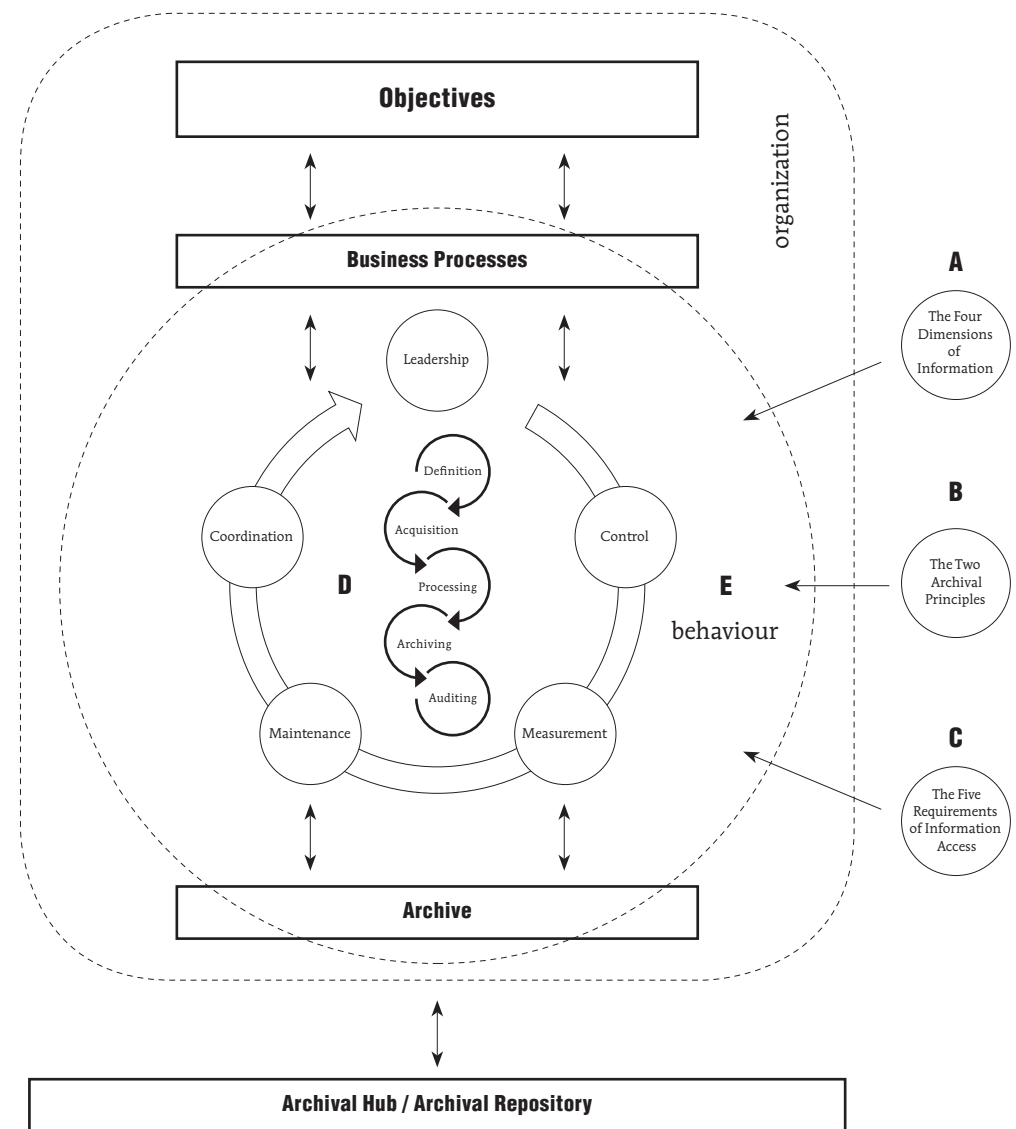 Objectives
organization
Business Processes
A
The Four
Dimensions
of
Information
Leadership
Definition
Coordination
Acquisition
Control
B
The Two
Archival
Principles
D
Processing
E
behaviour
Archiving
Auditing
Maintenance
Measurement
C
The Five
Requirements
of Information
Access
Archive
Archival Hub / Archival Repository